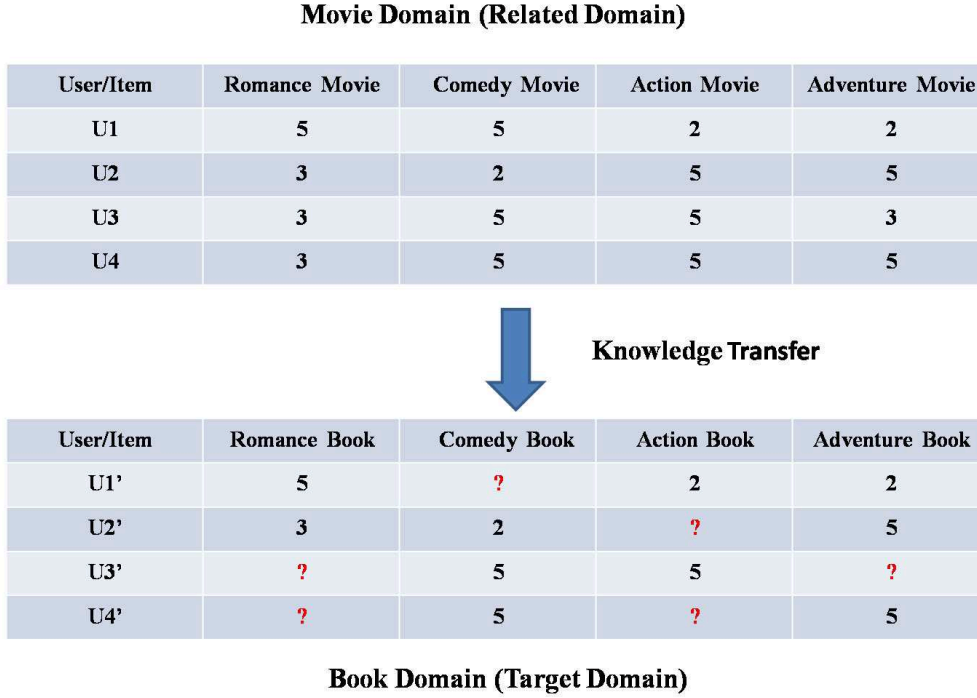 Movie Domain (Related Domain)
User/Item Romance Movie Comedy Movie Action Movie Adventure Movie
U1 5 5 2 2
U2 3 2 5 5
U3 3 5 5 3
U4 3 5 5 5
Knowledge Transfer
User/Item Romance Book Comedy Book Action Book Adventure Book
U1’ 5 ? 2 2
U2’ 3 2 ? 5
U3’ ? 5 5 ?
U4’ ? 5 ? 5
Book Domain (Target Domain)